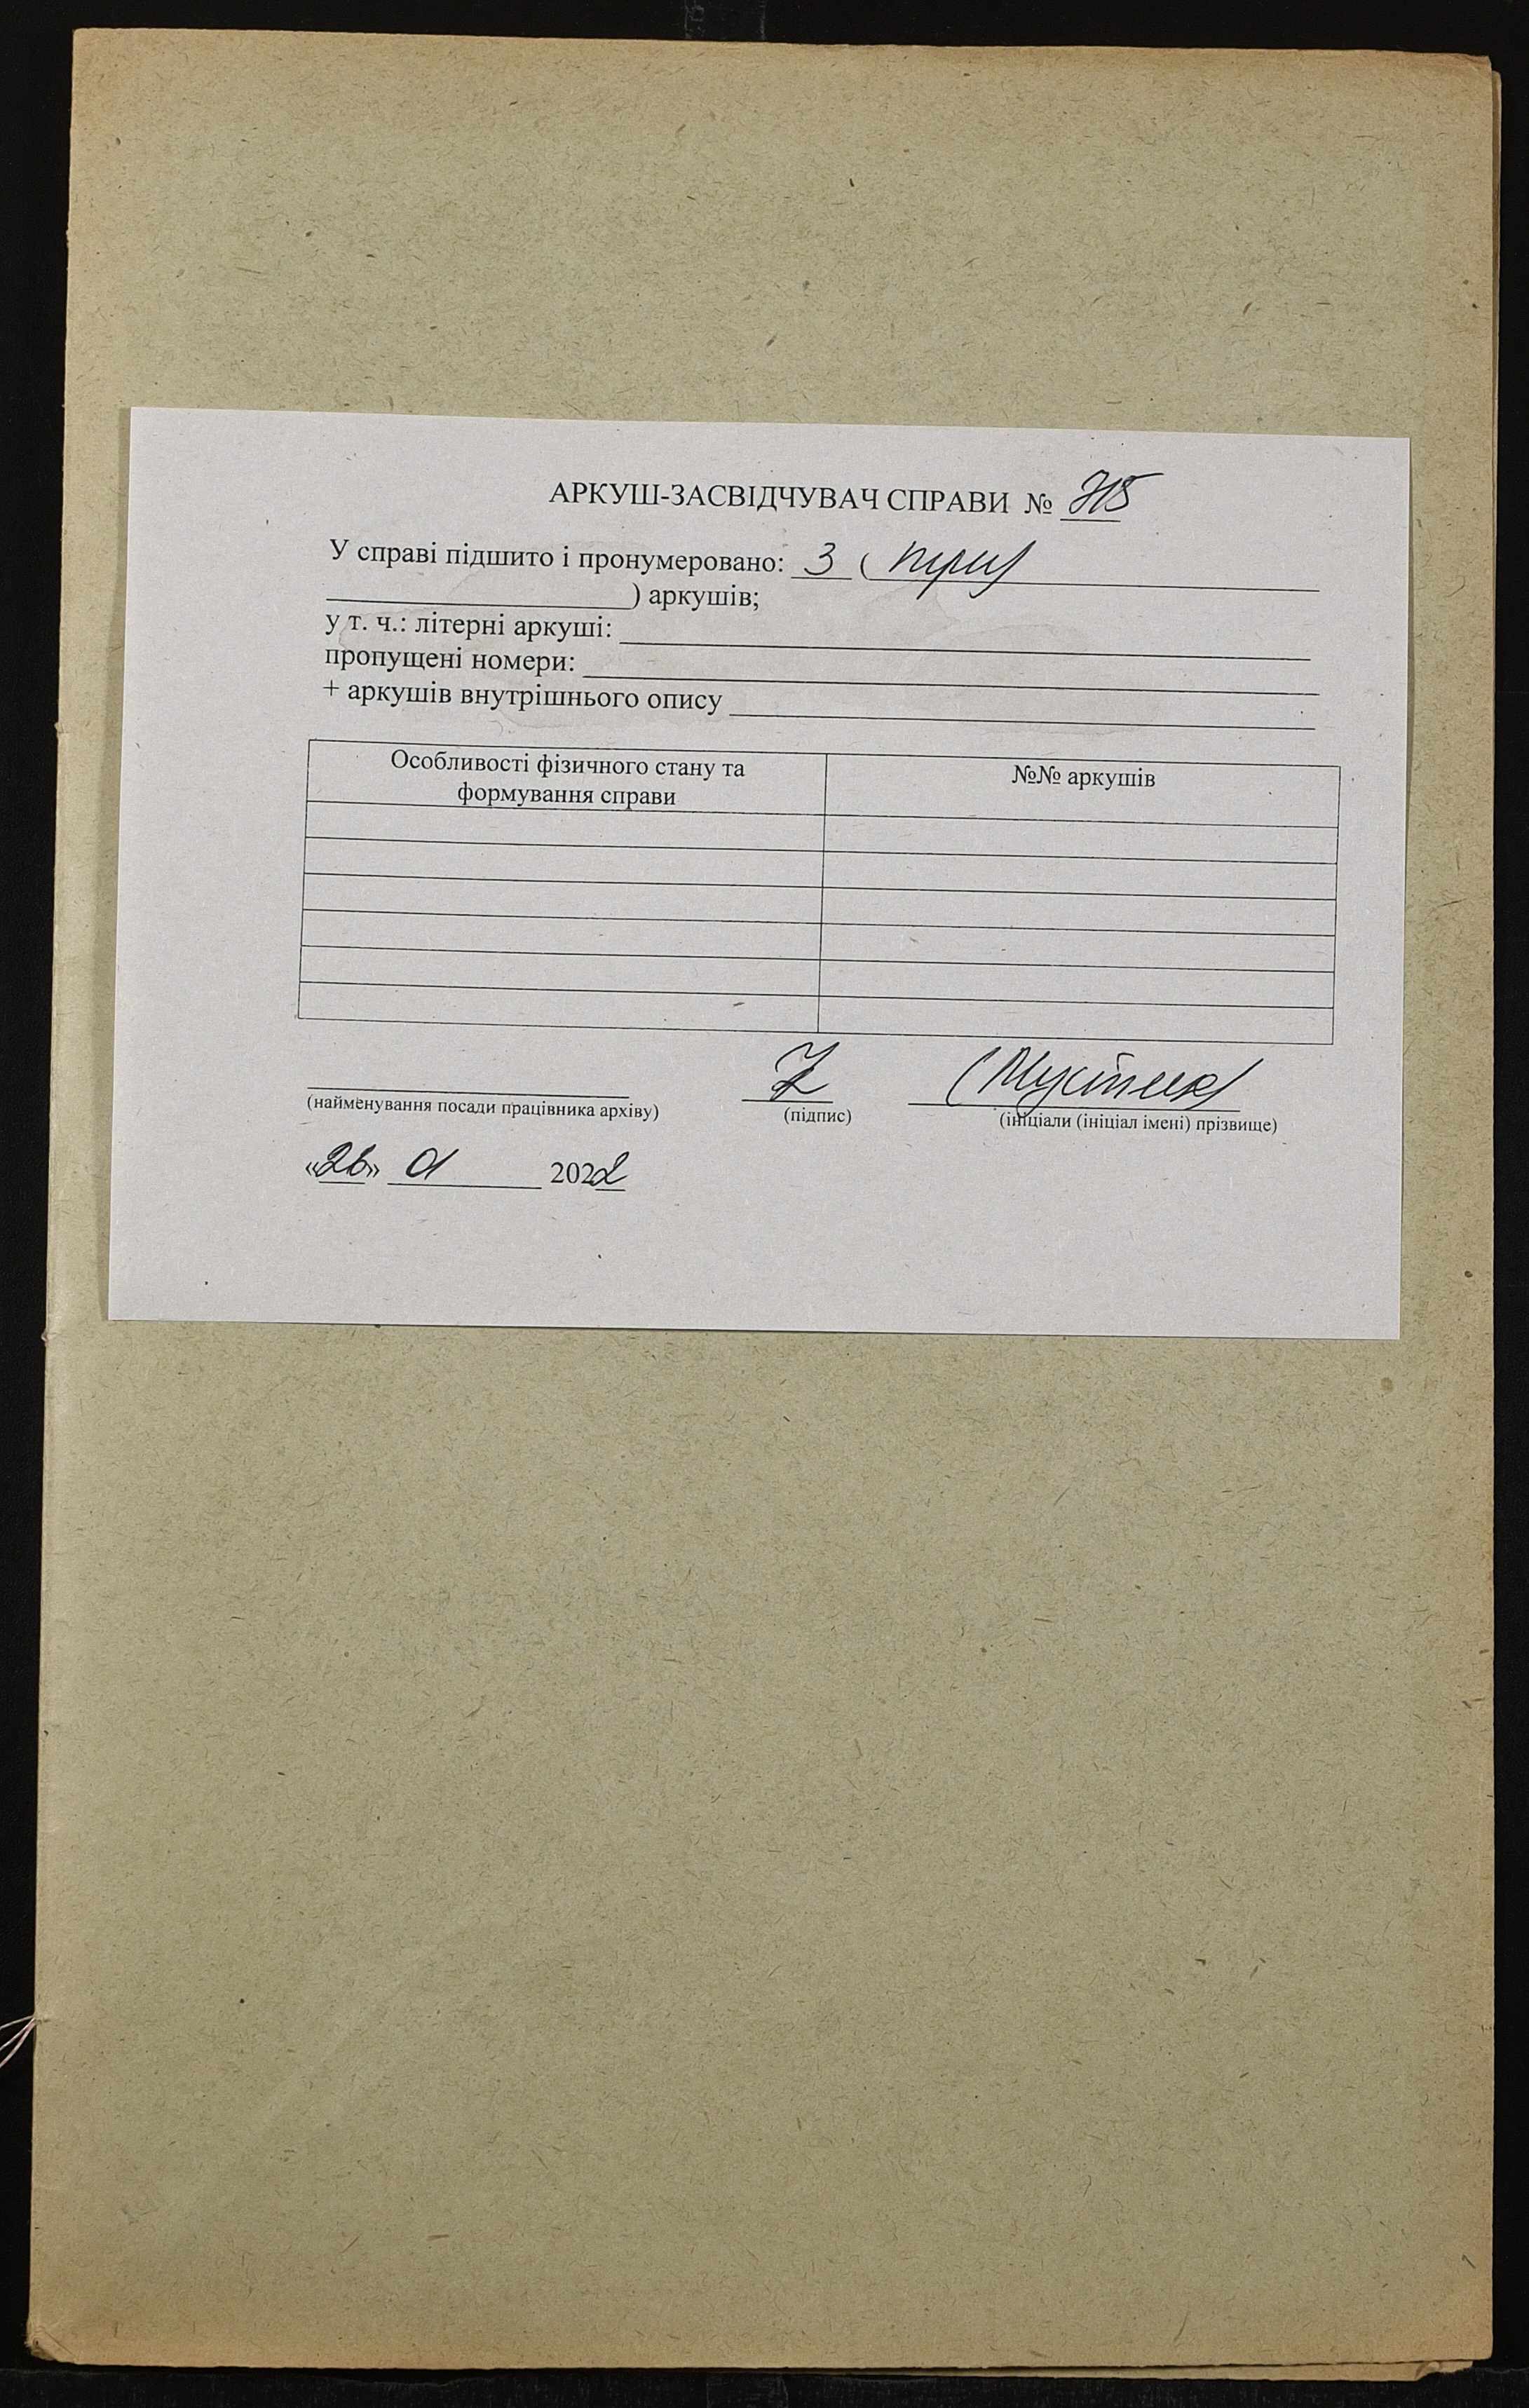 АРКУШ-ЗАСВІДЧУВАЧ СПРАВИ № 715
У справі підшито і пронумеровано: 3 ( три
) аркушів;
у т. ч.: літерні аркуші:
пропущені номери:
+ аркушів внутрішнього опису
Особливості фізичного стану та формування справи
№№ аркушів
(найменування посади працівника архіву)
(підпис)
(ініціали (ініціал імені) прізвище)
«26» 01 2022